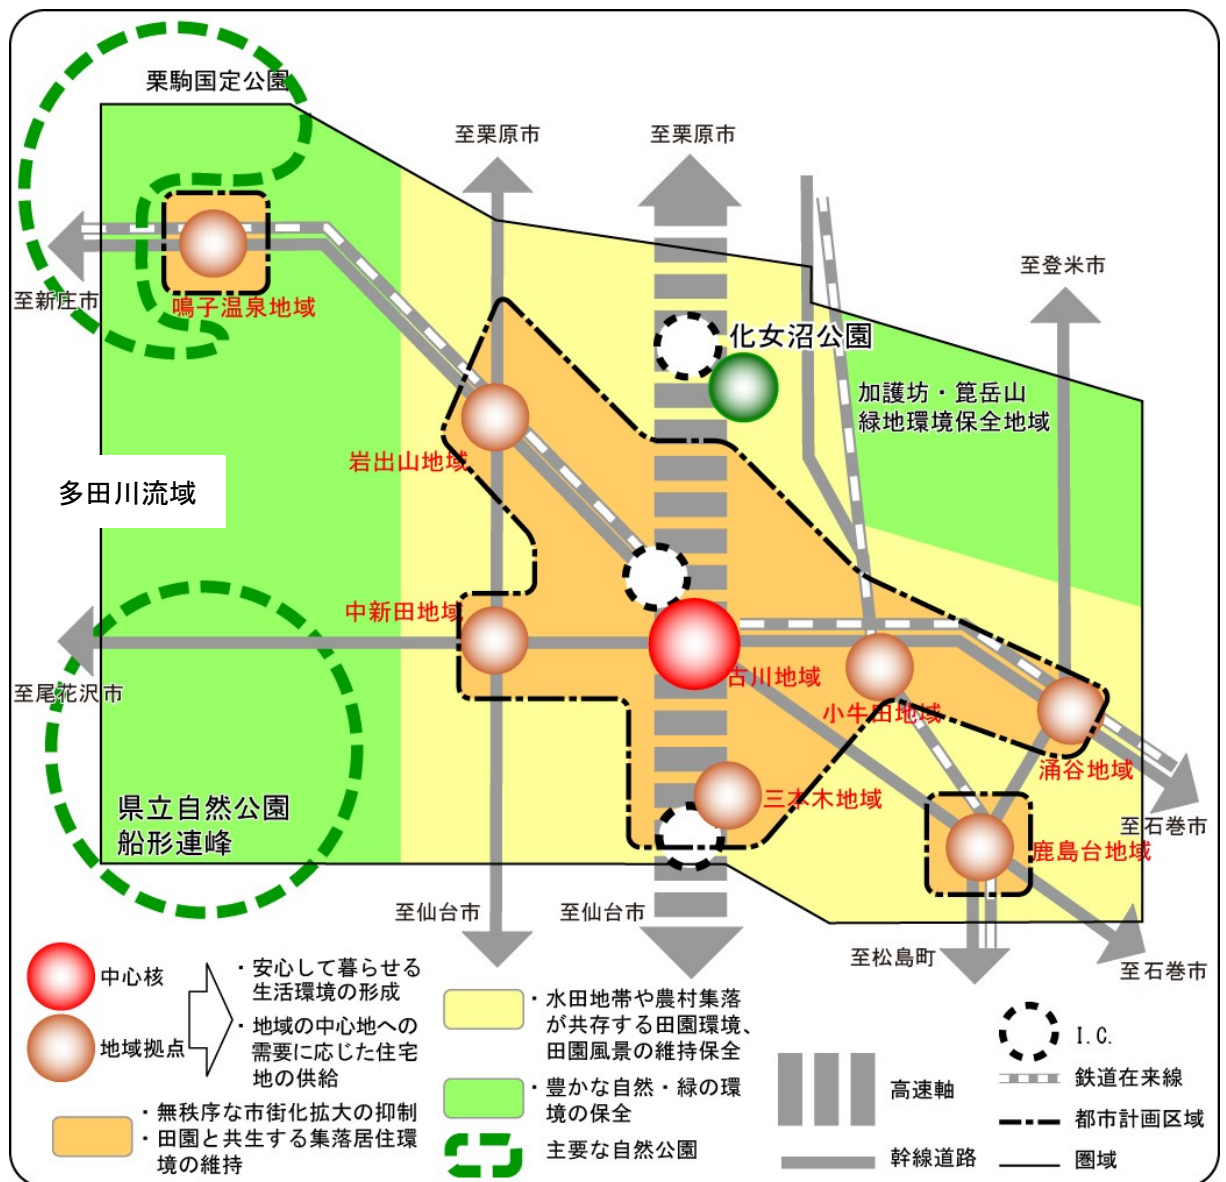 栗駒国定公園
至栗原市
至栗原市
至登米市
至新庄市
鳴子温泉地域
化女沼公園
加護坊・箟岳山
緑地環境保全地域
岩出山地域
多田川流域
中新田地域
至尾花沢市
古川地域
小牛田地域
涌谷地域
三本木地域
県立自然公園
船形連峰
至石巻市
鹿島台地域
至仙台市
至仙台市
至松島町
至石巻市
中心核
地域拠点
・安心して暮らせる
生活環境の形成
・地域の中心地への
需要に応じた住宅
地の供給
・無秩序な市街化拡大の抑制
・田園と共生する集落居住環
境の維持
・水田地帯や農村集落
が共存する田園環境、
田園風景の維持保全
・豊かな自然・緑の環
境の保全
主要な自然公園
高速軸
幹線道路
I.C.
鉄道在来線
都市計画区域
圏域